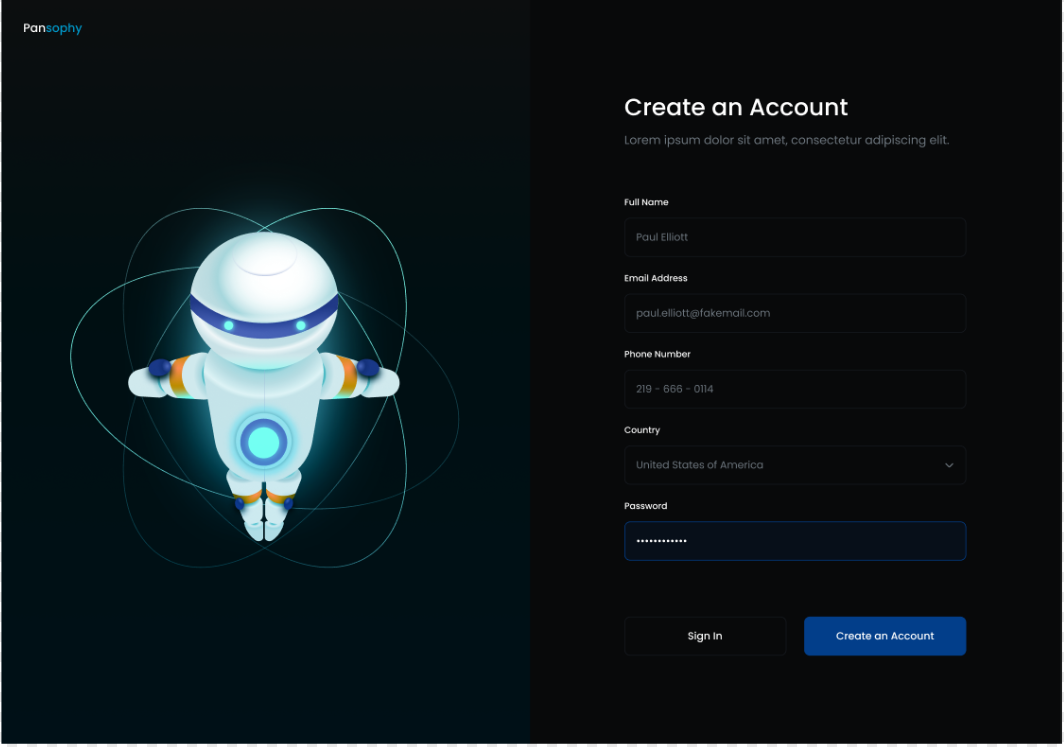 Pansophy
Create an Account
Lorem ipsum dolor sit amet, consectetur adipiscing elit.
Full Name
Paul Elliott
Email Address
paul.elliott@fakemail.com
Phone Number
219 - 666 - 0114
Country
United States of America
Password
••••••••••••
Sign In
Create an Account